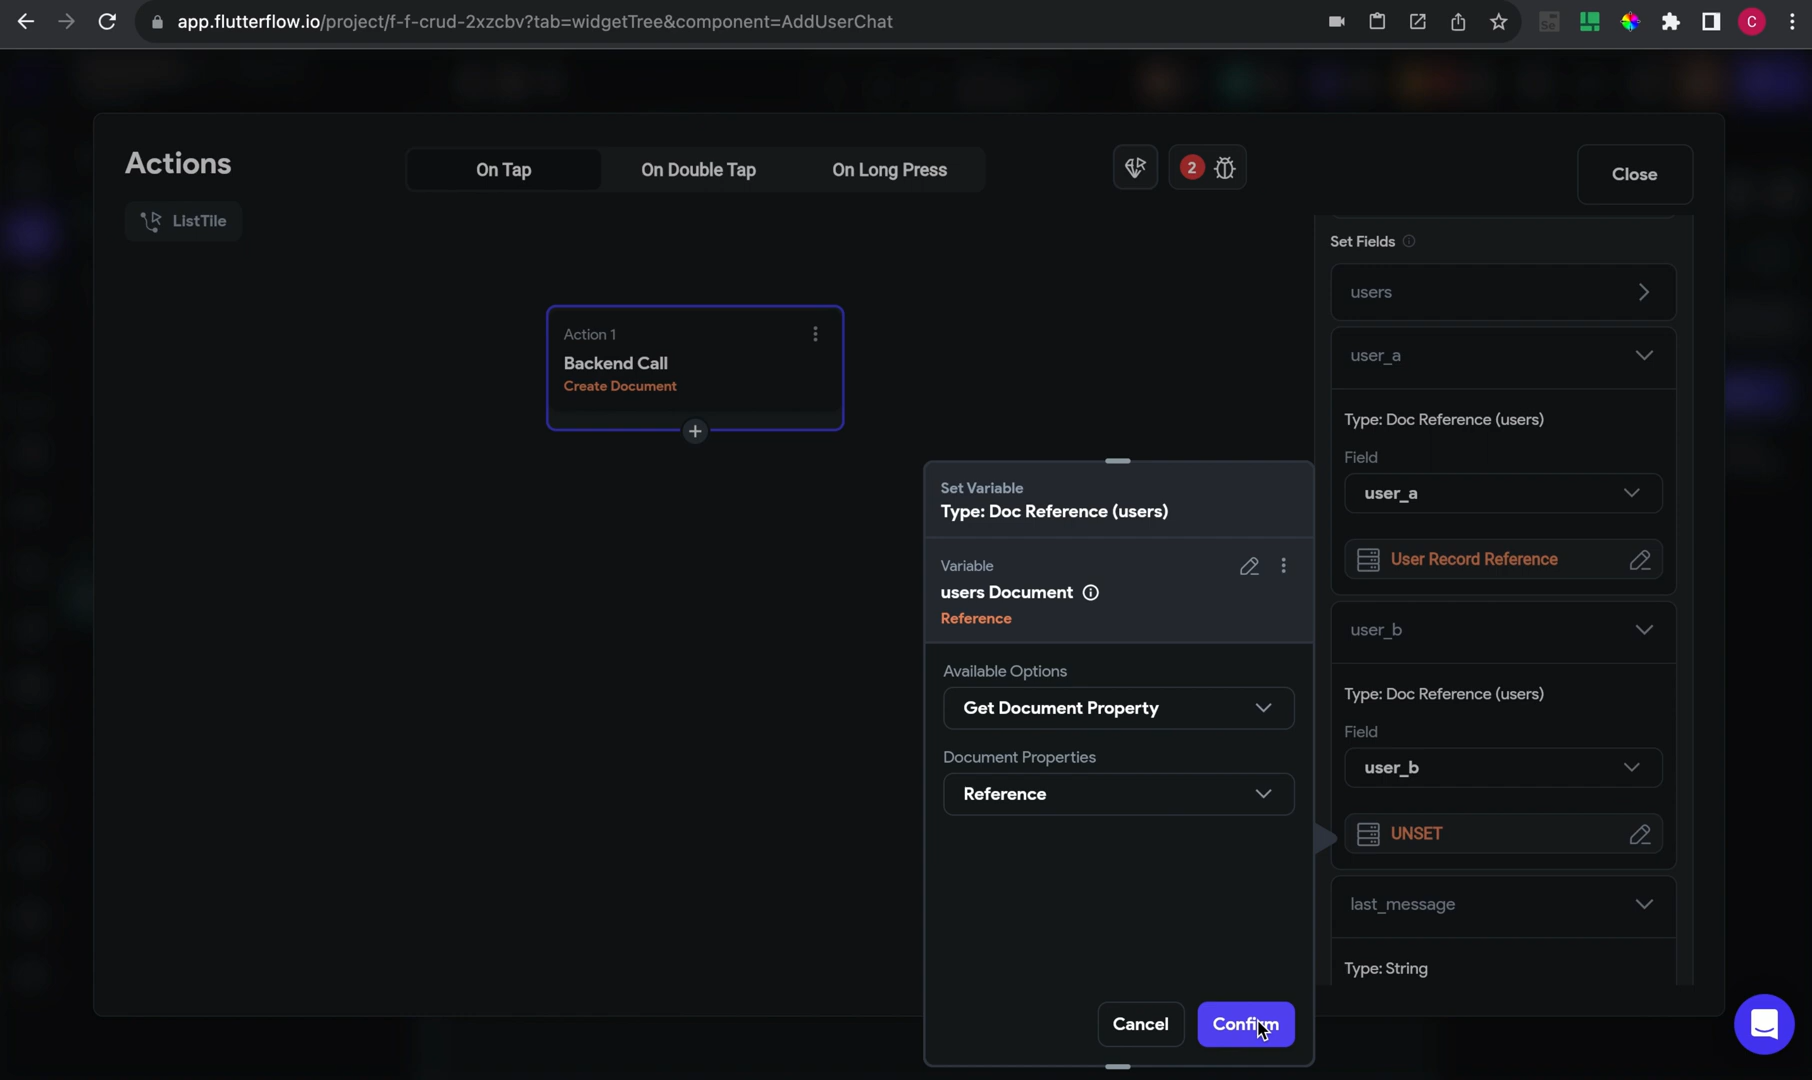 app.flutterflow.io/project/f-f-crud-2xzcbv?tab=widgetTree&component=AddUserChat
Se
C
Actions
On Tap
On Double Tap
On Long Press
2
Close
ListTile
Set Fields
users
Action 1
Backend Call
Create Document
user_a
Type: Doc Reference (users)
Field
user_a
User Record Reference
Set Variable
Type: Doc Reference (users)
Variable
users Document
Reference
Available Options
Get Document Property
Document Properties
Reference
Cancel
Confirm
user_b
Type: Doc Reference (users)
Field
user_b
UNSET
last_message
Type: String